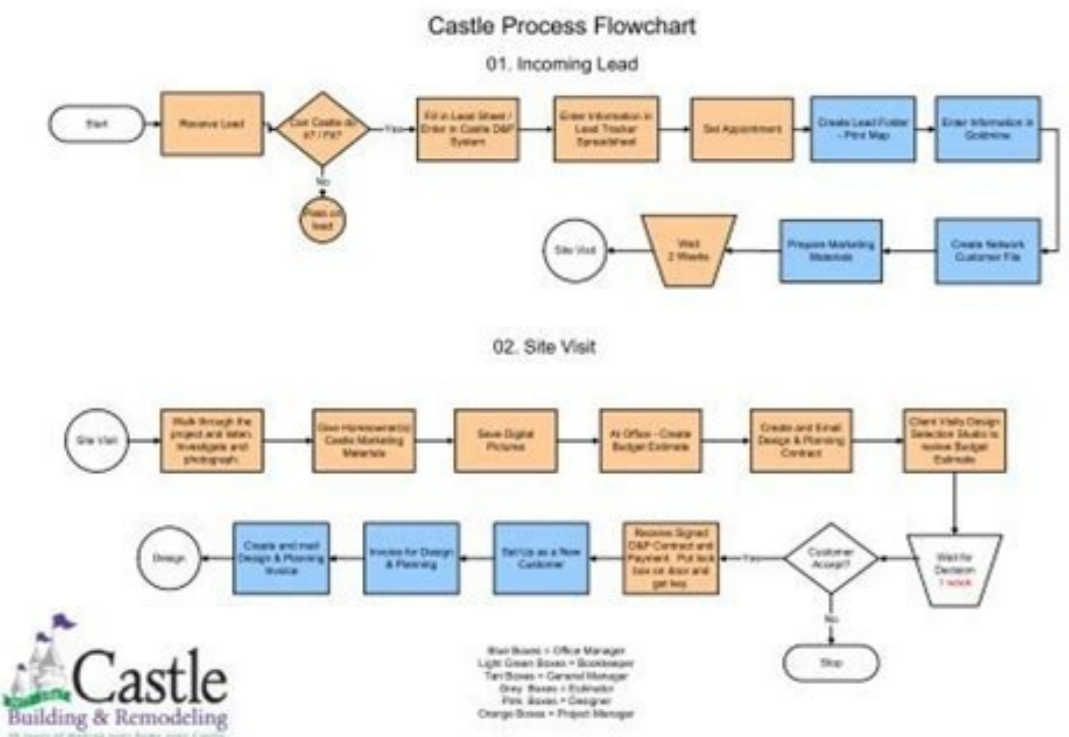 Castle Process Flowchart
01. Incoming Lead
Start
Receive Lead
Can Castle do
it? / Fit?
Yes
No
Pass on
lead
Fill in Lead Sheet /
Enter in Castle D&P
System
Enter Information in
Lead Tracker
Spreadsheet
Set Appointment
Create Lead Folder
- Print Map
Enter Information in
Goldmine
Create Network
Customer File
Prepare Marketing
Materials
Wait
2 Weeks
Site Visit
02. Site Visit
Site Visit
Walk through the
project and listen,
investigate and
photograph.
Give Homeowner(s)
Castle Marketing
Materials
Save Digital
Pictures
At Office - Create
Budget Estimate
Create and Email
Design & Planning
Contract
Client Visits Design
Selection Studio to
review Budget
Estimate
Wait for
Decision
1 week
Customer
Accept?
Yes
No
Stop
Receive Signed
D&P Contract and
Payment. Put lock
box on door and
get key.
Set Up as a New
Customer
Invoice for Design
& Planning
Create and mail
Design & Planning
Invoice
Design
Castle
Building & Remodeling
Blue Boxes = Office Manager
Light Green Boxes = Bookkeeper
Tan Boxes = General Manager
Grey Boxes = Estimator
Pink Boxes = Designer
Orange Boxes = Project Manager